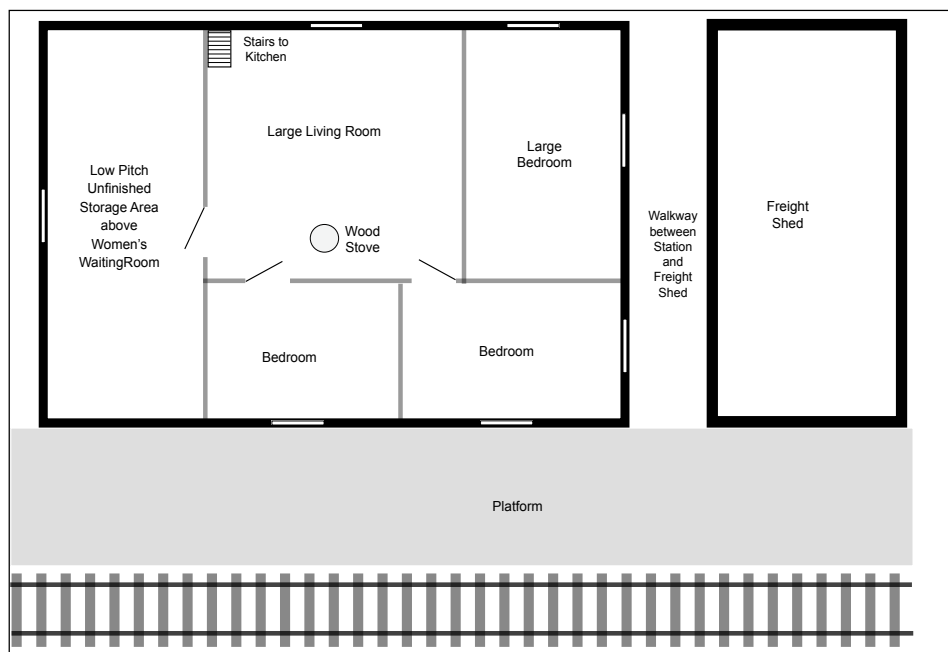 Stairs to
Kitchen
Large Living Room
Large
Bedroom
Low Pitch
Unfinished
Storage Area
above
Women's
WaitingRoom
Wood
Stove
Walkway
between
Station
and
Freight
Shed
Freight
Shed
Bedroom
Bedroom
Platform